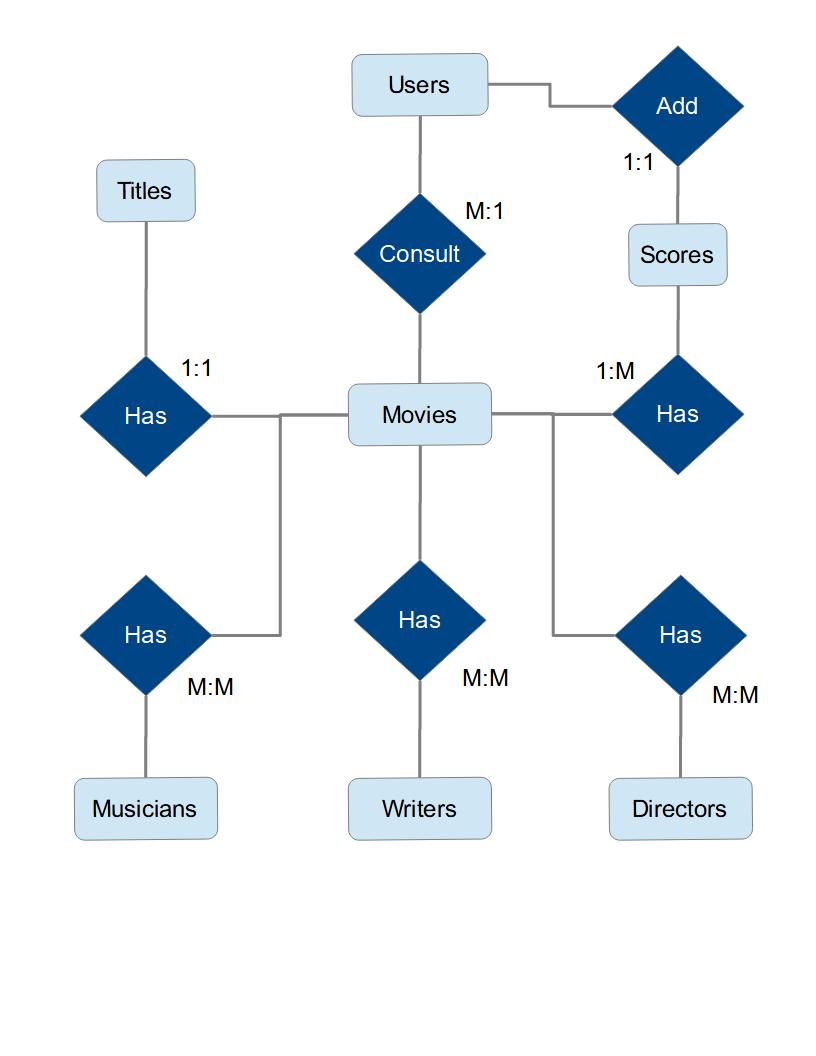 Users
Add
1:1
Titles
M:1
Consult
Scores
1:1
1:M
Has
Movies
Has
Has
Has
Has
M:M
M:M
M:M
Musicians
Writers
Directors